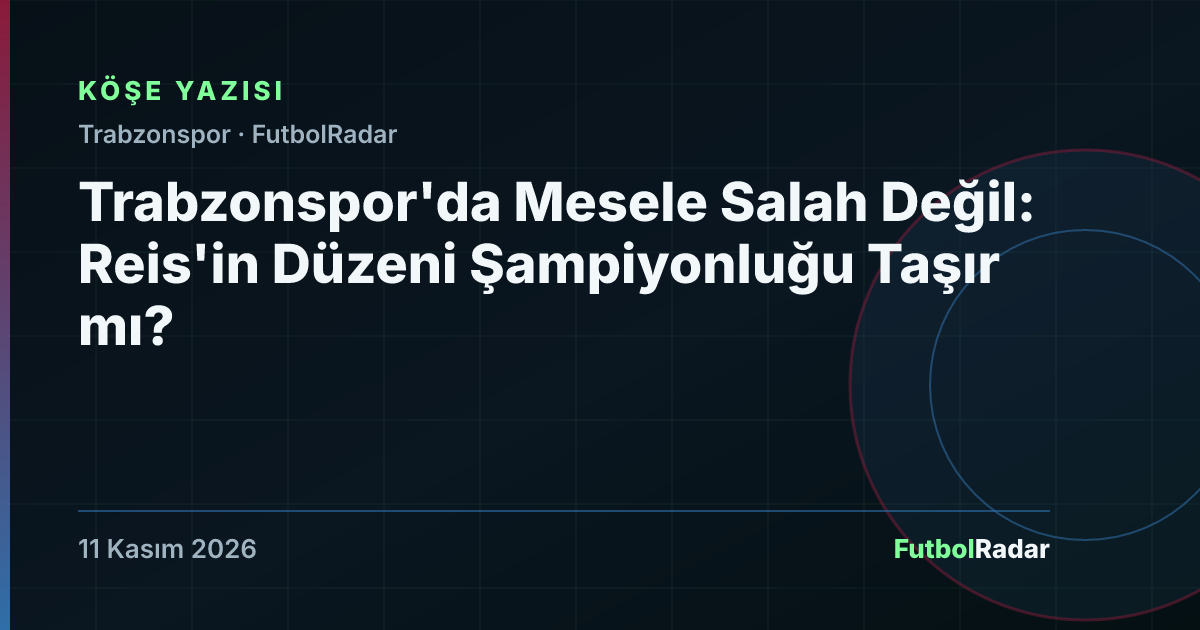 KÖŞE YAZISI
Trabzonspor · FutbolRadar
Trabzonspor'da Mesele Salah Değil:
Reis'in Düzeni Şampiyonluğu Taşır
mı?
11 Kasım 2026
FutbolRadar